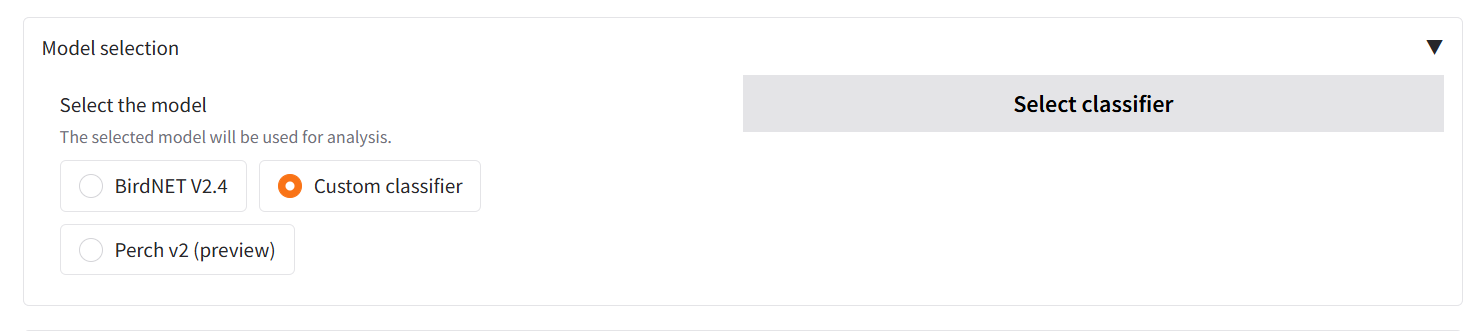 Model selection
Select the model
The selected model will be used for analysis.
BirdNET V2.4
Custom classifier
Perch v2 (preview)
Select classifier